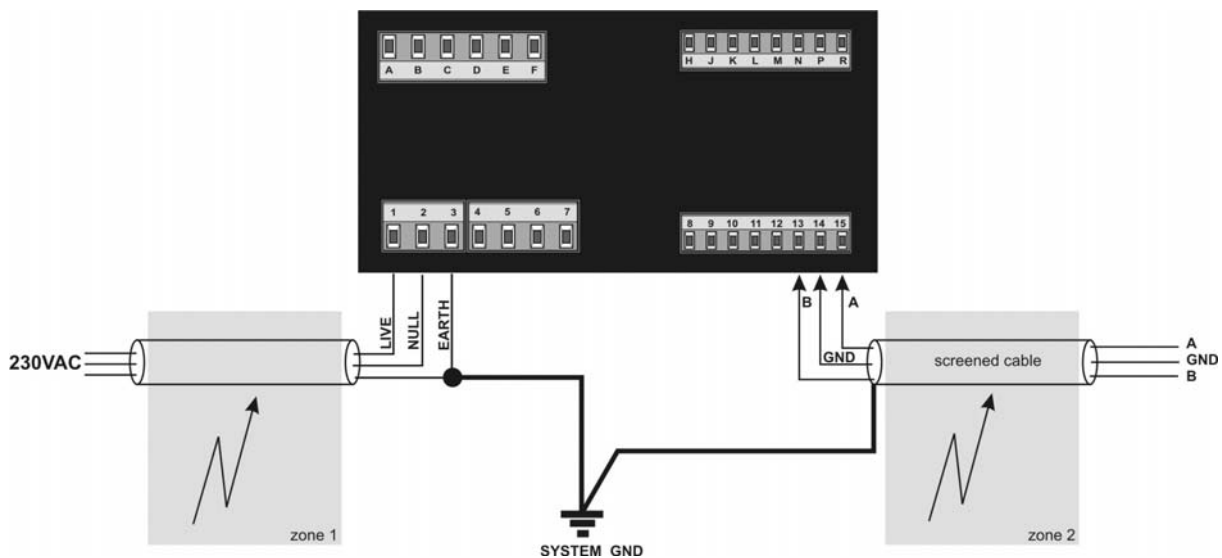 A B C D E F
H J K L M N P R
1 2 3 4 5 6 7
8 9 10 11 12 13 14 15
LIVE
NULL
EARTH
B
A
GND
230VAC
screened cable
A
GND
B
zone 1
zone 2
SYSTEM GND